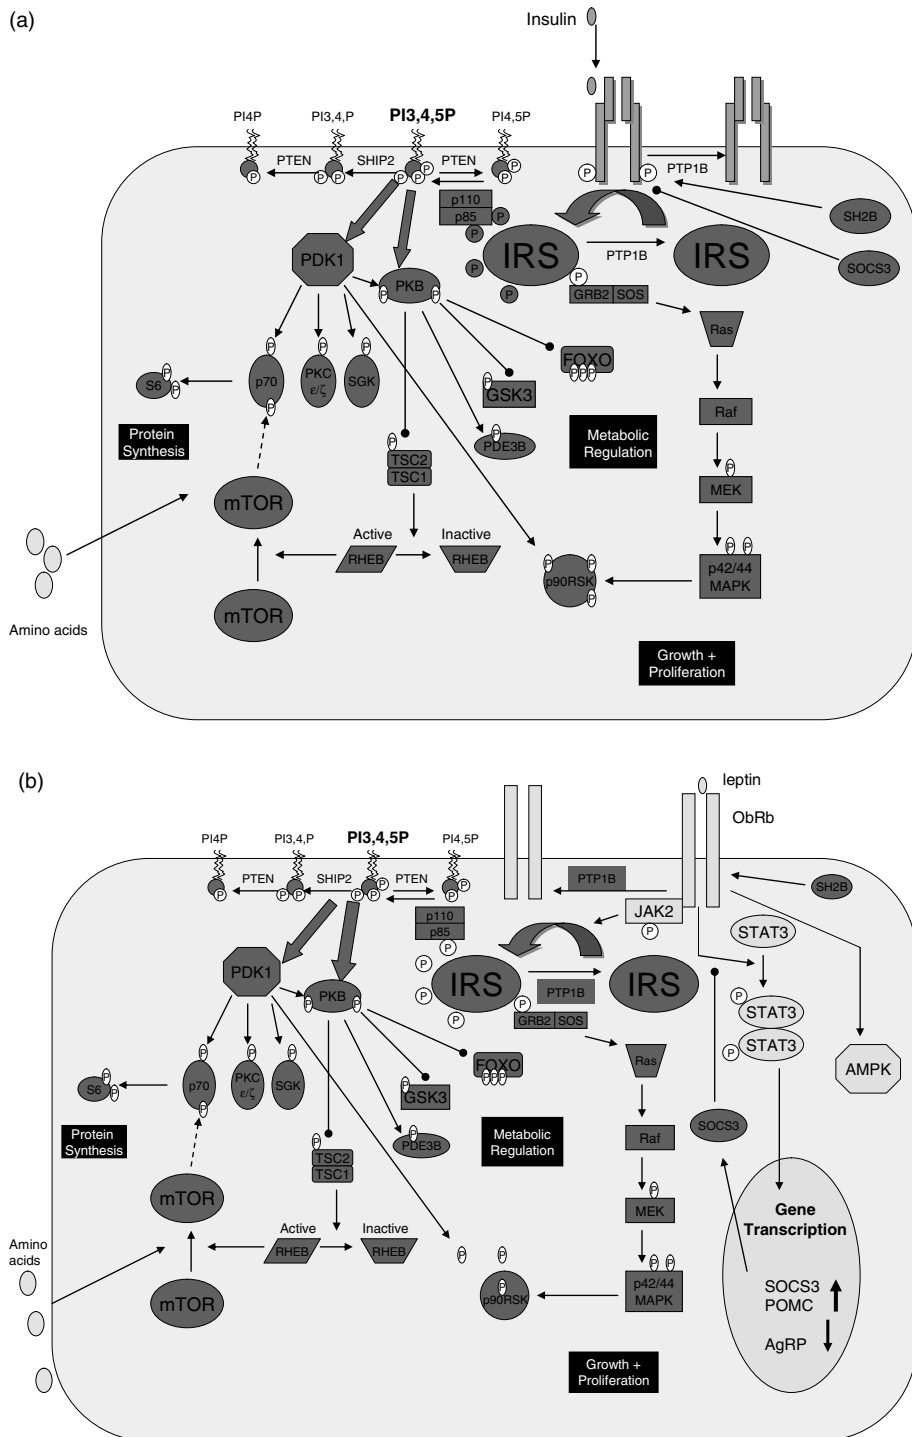 (a)
Insulin
PI4P
PI3,4,P
PI3,4,5P
PI4,5P
PTEN
SHIP2
PTEN
P
P
P
P
P
P
P
P
P
PTP1B
P
P
SH2B
SOCS3
p110
p85
P
P
P
P
IRS
PTP1B
IRS
P
GRB2
SOS
PDK1
PKB
P
P
Ras
FOXO
PPP
P
GSK3
P
p70
P
P
PKC
ε/ζ
P
SGK
S6
P
P
Protein
Synthesis
P
PDE3B
Metabolic
Regulation
Raf
P
TSC2
TSC1
P
MEK
mTOR
Active
RHEB
Inactive
RHEB
P
P
p42/44
MAPK
P
P
p90RSK
P
mTOR
Amino acids
Growth +
Proliferation
(b)
leptin
ObRb
PI4P
PI3,4,P
PI3,4,5P
PI4,5P
PTEN
SHIP2
PTEN
P
P
P
P
P
P
P
P
P
PTP1B
SH2B
JAK2
P
STAT3
p110
p85
P
P
P
P
IRS
PTP1B
IRS
P
GRB2
SOS
PDK1
PKB
P
P
P
STAT3
STAT3
P
AMPK
Ras
FOXO
PPP
P
GSK3
P
p70
P
P
PKC
ε/ζ
P
SGK
S6
P
P
Protein
Synthesis
P
PDE3B
Metabolic
Regulation
Raf
SOCS3
P
TSC2
TSC1
P
MEK
mTOR
Gene
Transcription
Active
RHEB
Inactive
RHEB
Amino
acids
P
P
P
p90RSK
P
P
p42/44
MAPK
mTOR
SOCS3
POMC
AgRP
Growth +
Proliferation